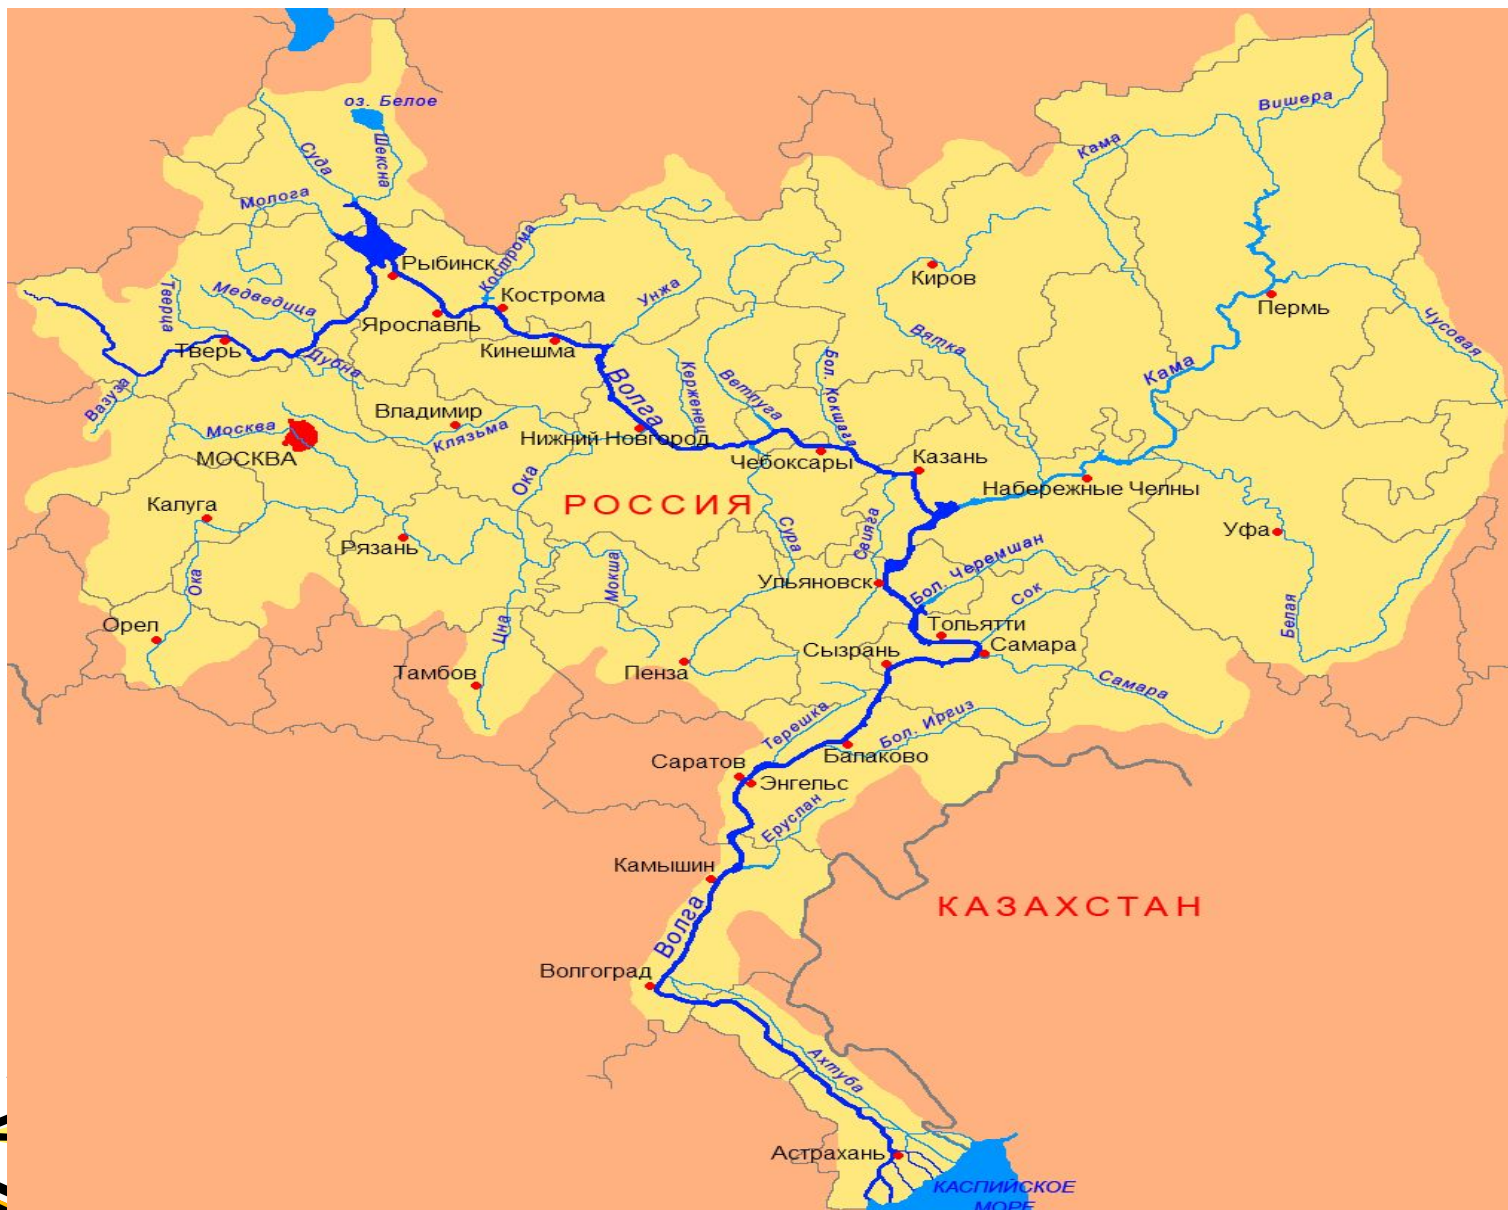 оз. Белое
Вишера
Суда
Шексна
Кама
Молога
Кострома
Рыбинск
Киров
Тверца
Медведица
Унжа
Кострома
Пермь
Ярославль
Чусовая
Тверь
Дубна
Кинешма
Вятка
Вазуза
Волга
Керженец
Ветлуга
Бол. Кокшага
Кама
Владимир
Москва
Клязьма
Нижний Новгород
МОСКВА
Чебоксары
Казань
Ока
Набережные Челны
Калуга
РОССИЯ
Рязань
Сура
Свияга
Уфа
Ока
Мокша
Ульяновск
Бол. Черемшан
Сок
Белая
Орел
Цна
Тольятти
Сызрань
Самара
Тамбов
Пенза
Самара
Терешка
Бол. Иргиз
Саратов
Балаково
Энгельс
Еруслан
Камышин
КАЗАХСТАН
Волга
Волгоград
Ахтуба
Астрахань
КАСПИЙСКОЕ
МОРЕ